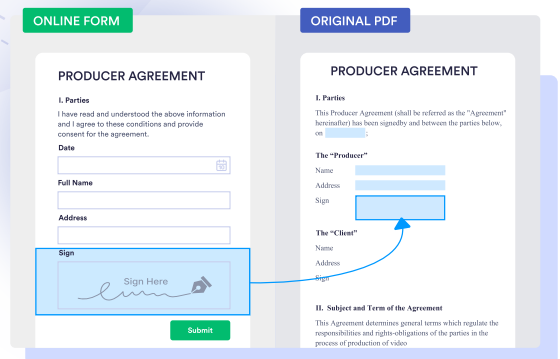 ONLINE FORM
PRODUCER AGREEMENT
I. Parties
I have read and understood the above information
and I agree to these conditions and provide
consent for the agreement.
Date
Full Name
Address
Sign
Sign Here
Submit
ORIGINAL PDF
PRODUCER AGREEMENT
I. Parties
This Producer Agreement (shall be referred as the "Agreement"
hereinafter) has been signedby and between the parties below,
on ;
The “Producer”
Name
Address
Sign
The “Client”
Name
Address
Sign
II. Subject and Term of the Agreement
This Agreement determines general terms which regulate the
responsibilities and rights-obligations of the parties in the
process of production of video